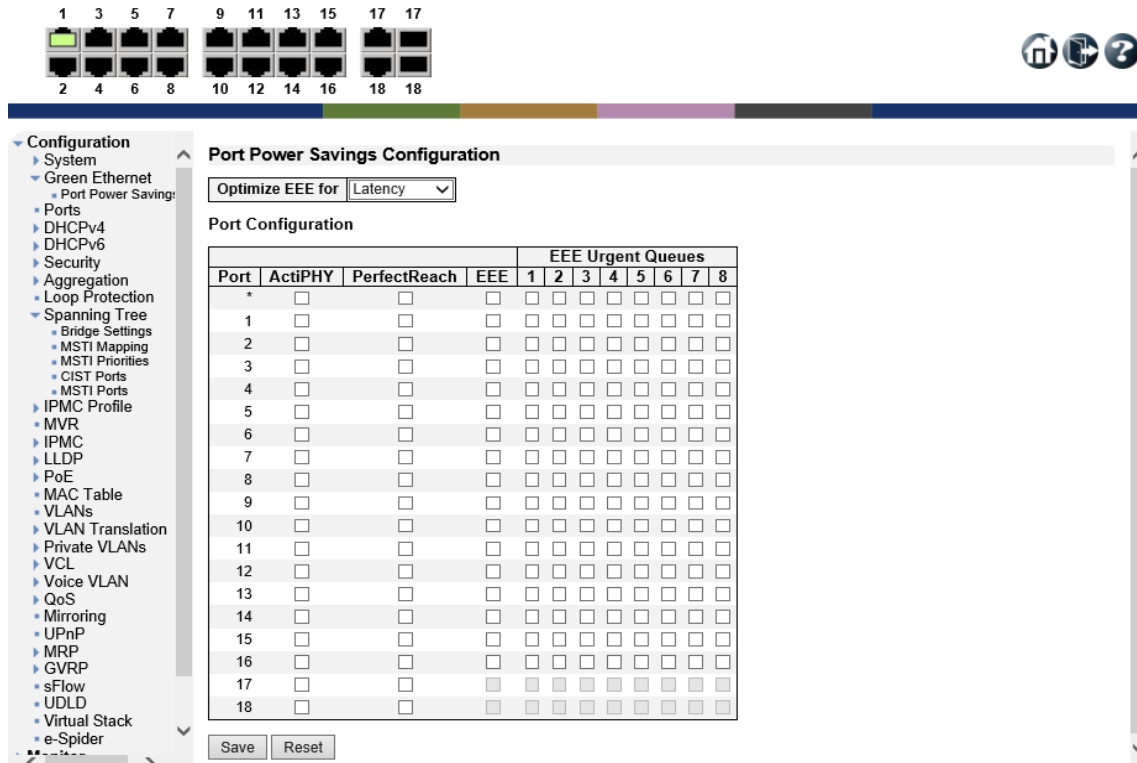 1 3 5 7 9 11 13 15 17 17
2 4 6 8 10 12 14 16 18 18
?
Configuration
System
Green Ethernet
Port Power Savings
Ports
DHCPv4
DHCPv6
Security
Aggregation
Loop Protection
Spanning Tree
Bridge Settings
MSTI Mapping
MSTI Priorities
CIST Ports
MSTI Ports
IPMC Profile
MVR
IPMC
LLDP
PoE
MAC Table
VLANs
VLAN Translation
Private VLANs
VCL
Voice VLAN
QoS
Mirroring
UPnP
MRP
GVRP
sFlow
UDLD
Virtual Stack
e-Spider
Monitor
Port Power Savings Configuration
Optimize EEE for Latency
Port Configuration
EEE Urgent Queues
Port ActiPHY PerfectReach EEE 1 2 3 4 5 6 7 8
*
1
2
3
4
5
6
7
8
9
10
11
12
13
14
15
16
17
18
Save Reset